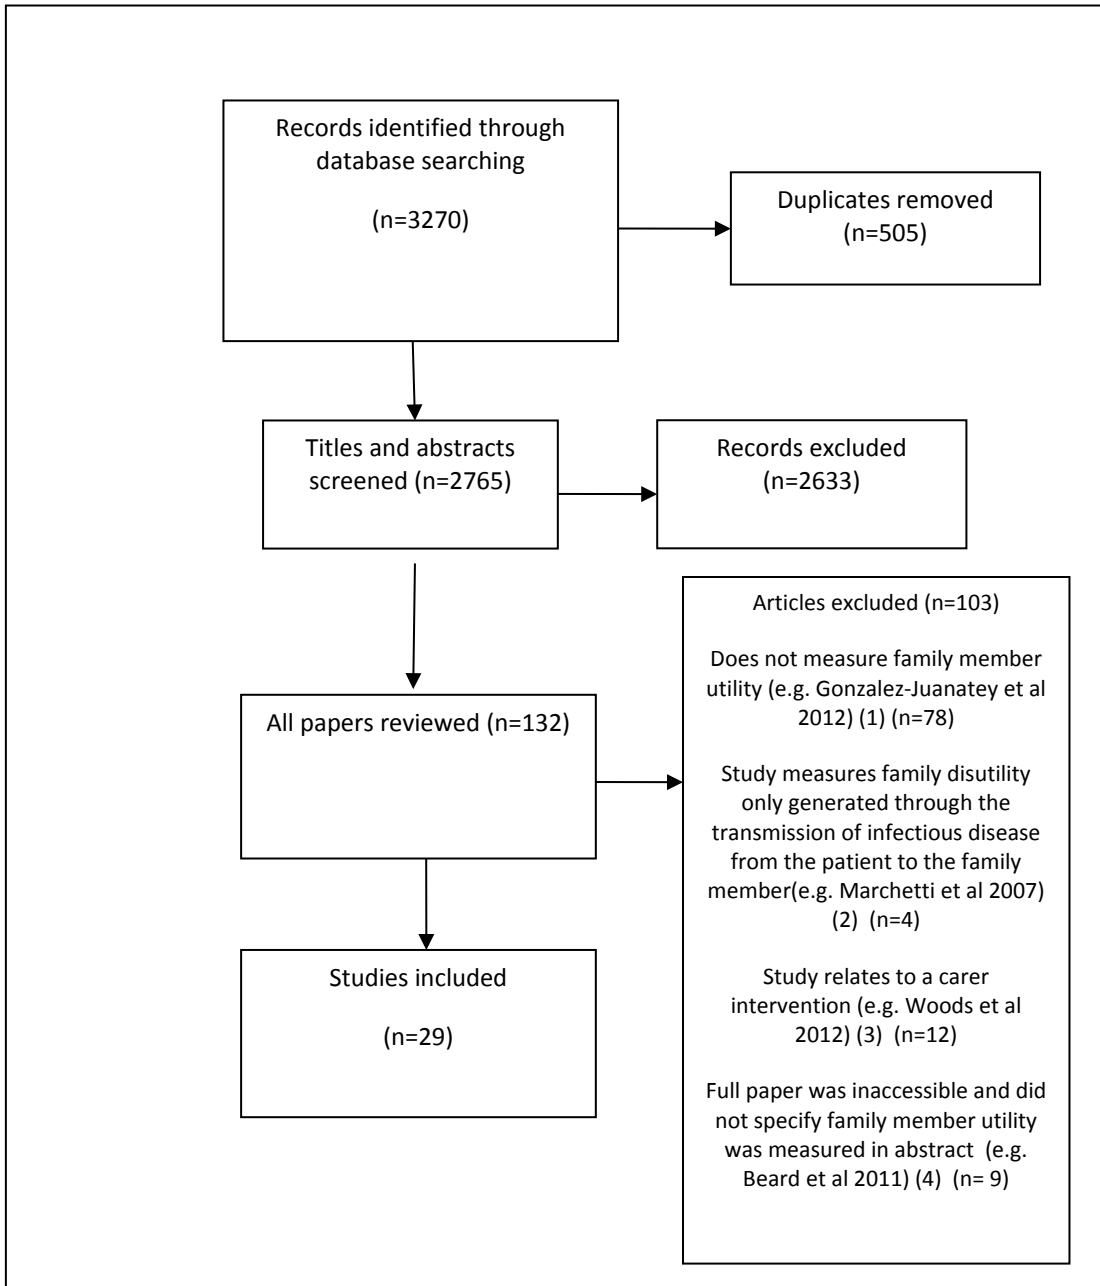 Records identified through
database searching
(n=3270)
Duplicates removed
(n=505)
Titles and abstracts
screened (n=2765)
Records excluded
(n=2633)
All papers reviewed (n=132)
Articles excluded (n=103)
Does not measure family member
utility (e.g. Gonzalez-Juanatey et al
2012) (1) (n=78)
Study measures family disutility
only generated through the
transmission of infectious disease
from the patient to the family
member(e.g. Marchetti et al 2007)
(2) (n=4)
Study relates to a carer
intervention (e.g. Woods et al
2012) (3) (n=12)
Full paper was inaccessible and did
not specify family member utility
was measured in abstract (e.g.
Beard et al 2011) (4) (n= 9)
Studies included
(n=29)